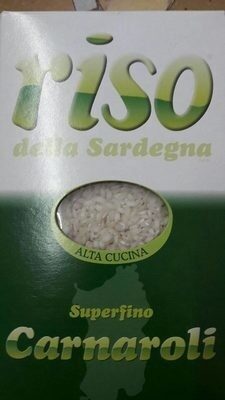 riso
della Sardegna
ALTA CUCINA
Superfino
Carnaroli